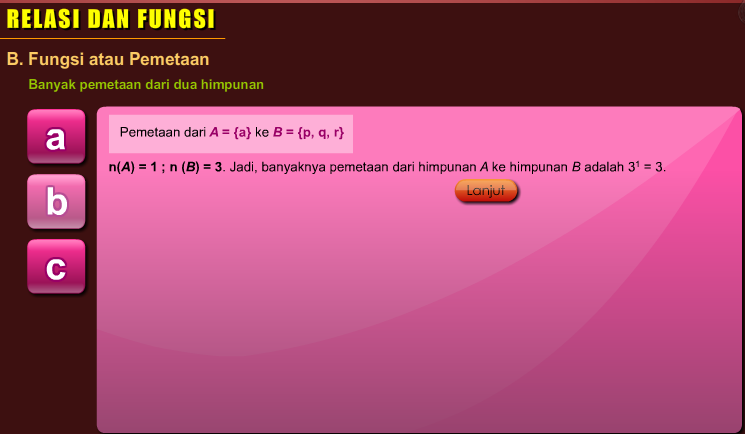 RELASI DAN FUNGSI
B. Fungsi atau Pemetaan
Banyak pemetaan dari dua himpunan
a
Pemetaan dari A = {a} ke B = {p, q, r}
n(A) = 1 ; n (B) = 3. Jadi, banyaknya pemetaan dari himpunan A ke himpunan B adalah 3¹ = 3.
Lanjut
b
c